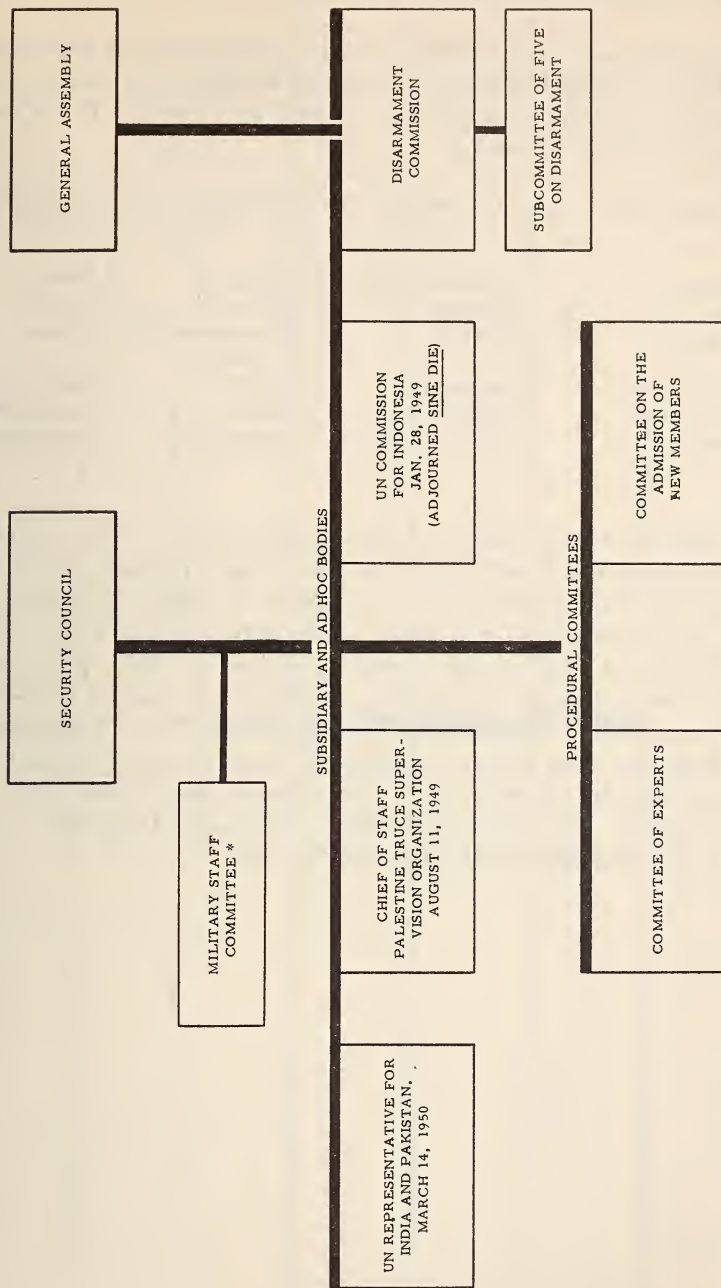 SECURITY COUNCIL
GENERAL ASSEMBLY
MILITARY STAFF
COMMITTEE *
SUBSIDIARY AND AD HOC BODIES
UN REPRESENTATIVE FOR
INDIA AND PAKISTAN. .
MARCH 14, 1950
CHIEF OF STAFF
PALESTINE TRUCE SUPER-
VISION ORGANIZATION
AUGUST 11, 1949
UN COMMISSION
FOR INDONESIA
JAN. 28, 1949
(ADJOURNED SINE DIE)
DISARMAMENT
COMMISSION
SUBCOMMITTEE OF FIVE
ON DISARMAMENT
PROCEDURAL COMMITTEES
COMMITTEE OF EXPERTS
COMMITTEE ON THE
ADMISSION OF
NEW MEMBERS